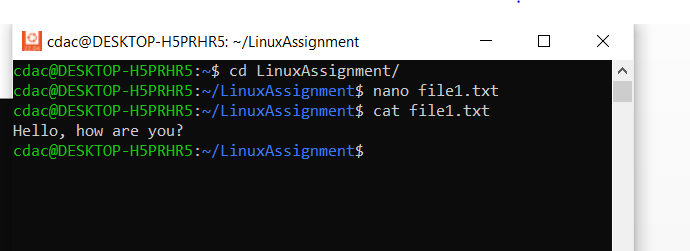 cdac@DESKTOP-H5PRHR5: ~/LinuxAssignment
cdac@DESKTOP-H5PRHR5:~$ cd LinuxAssignment/
cdac@DESKTOP-H5PRHR5:~/LinuxAssignment$ nano file1.txt
cdac@DESKTOP-H5PRHR5:~/LinuxAssignment$ cat file1.txt
Hello, how are you?
cdac@DESKTOP-H5PRHR5:~/LinuxAssignment$